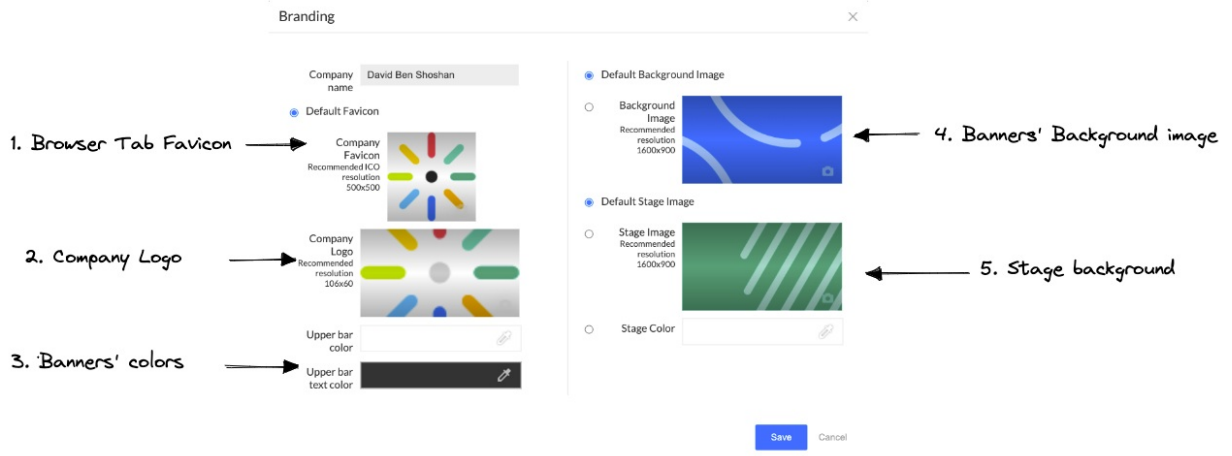 Branding
Company
name
David Ben Shoshan
Default Favicon
1. Browser Tab Favicon
Company
Favicon
Recommended ICO
resolution
500x500
2. Company Logo
Company
Logo
Recommended
resolution
106x60
3. Banners' colors
Upper bar
color
Upper bar
text color
Default Background Image
Background
Image
Recommended
resolution
1600x900
4. Banners' Background image
Default Stage Image
Stage Image
Recommended
resolution
1600x900
5. Stage background
Stage Color
Save
Cancel